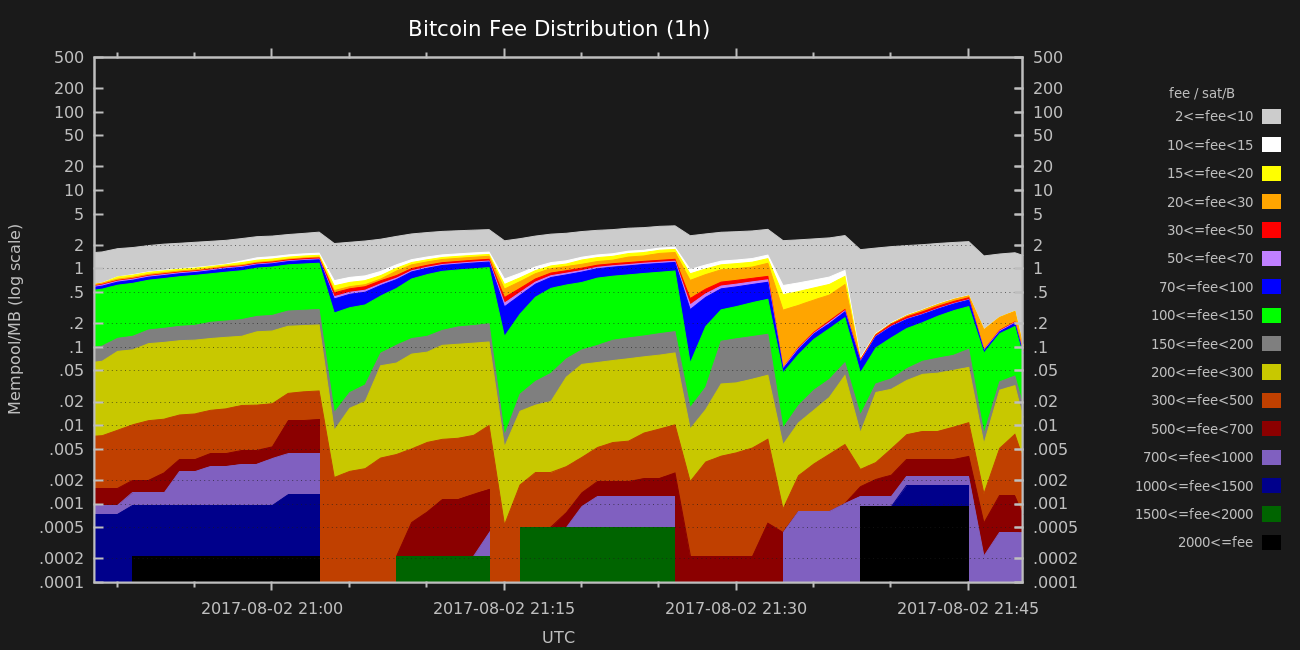 Bitcoin Fee Distribution (1h)
500 500
200 200
100 100
50 50
20 20
10 10
5 5
2 2
1 1
.5 .5
.2 .2
.1 .1
.05 .05
.02 .02
.01 .01
.005 .005
.002 .002
.001 .001
.0005 .0005
.0002 .0002
.0001 .0001
Mempool/MB (log scale)
2017-08-02 21:00 2017-08-02 21:15 2017-08-02 21:30 2017-08-02 21:45
UTC
fee / sat/B
2<=fee<10
10<=fee<15
15<=fee<20
20<=fee<30
30<=fee<50
50<=fee<70
70<=fee<100
100<=fee<150
150<=fee<200
200<=fee<300
300<=fee<500
500<=fee<700
700<=fee<1000
1000<=fee<1500
1500<=fee<2000
2000<=fee